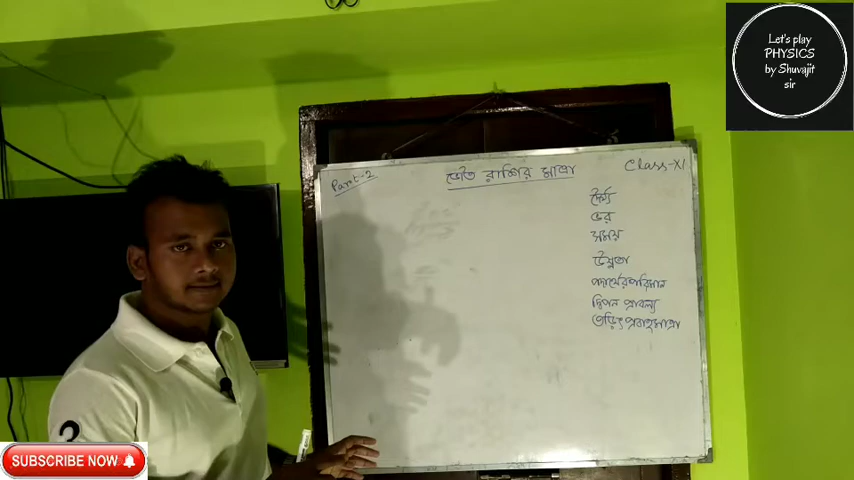 Let's play
PHYSICS
by Shuvajit
sir
Part-2
ভৌত রাশির মাত্রা
Class-XI
দৈর্ঘ্য
ভর
সময়
উষ্ণতা
পদার্থের পরিমান
দিপন প্রাবল্য
তড়িৎ প্রবাহমাত্রা
SUBSCRIBE NOW